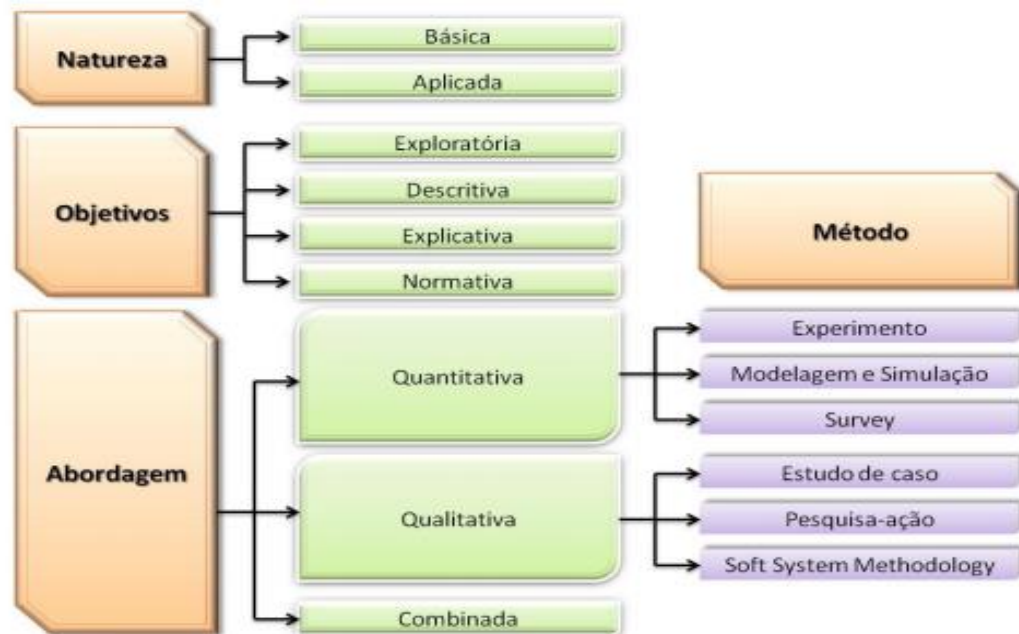 Natureza
Básica
Aplicada
Objetivos
Exploratória
Descritiva
Explicativa
Normativa
Método
Abordagem
Quantitativa
Experimento
Modelagem e Simulação
Survey
Qualitativa
Estudo de caso
Pesquisa-ação
Soft System Methodology
Combinada